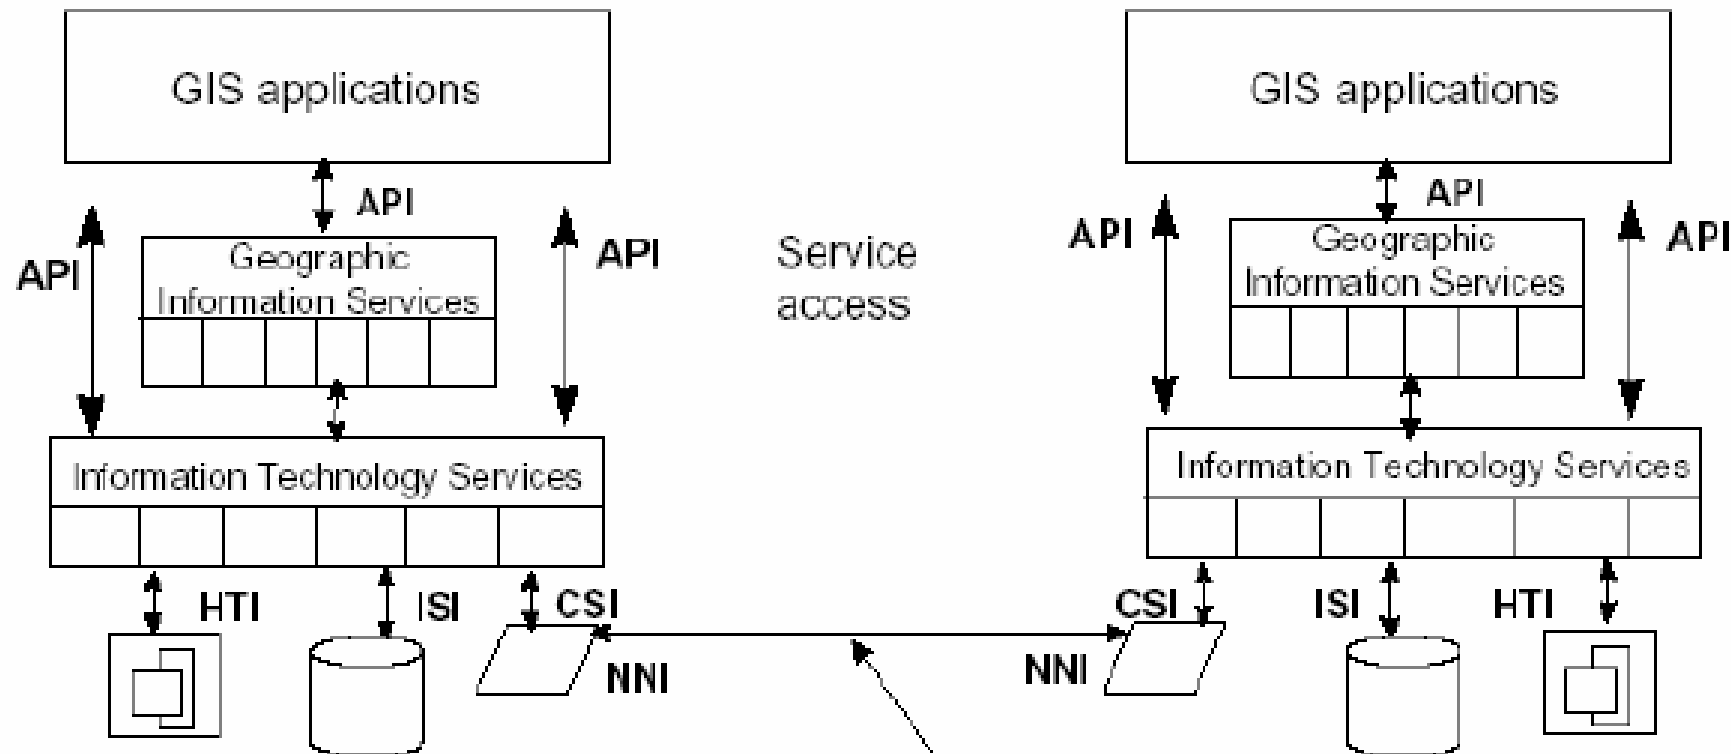 GIS applications
GIS applications
API
API
API
API
API
API
Geographic
Information Services
Service
access
Geographic
Information Services
Information Technology Services
Information Technology Services
HTI
ISI
CSI
CSI
ISI
HTI
NNI
NNI